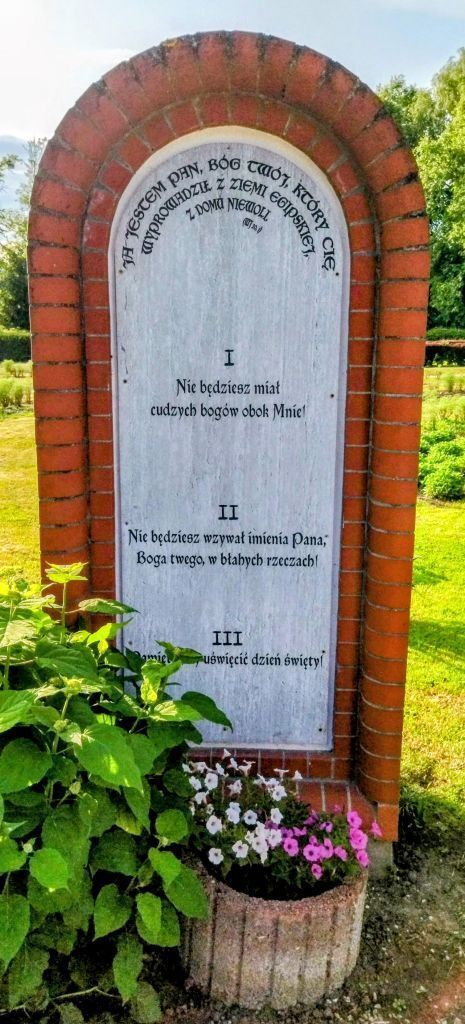 JA JESTEM PAN, BÓG TWÓJ, KTÓRY CIĘ
WYPROWADZIŁ Z ZIEMI EGIPSKIEJ,
Z DOMU NIEWOLI
I
Nie będziesz miał
cudzych bogów obok Mnie!
II
Nie będziesz wzywał imienia Pana,
Boga twego, w błahych rzeczach!
III
uświęcić dzień święty!